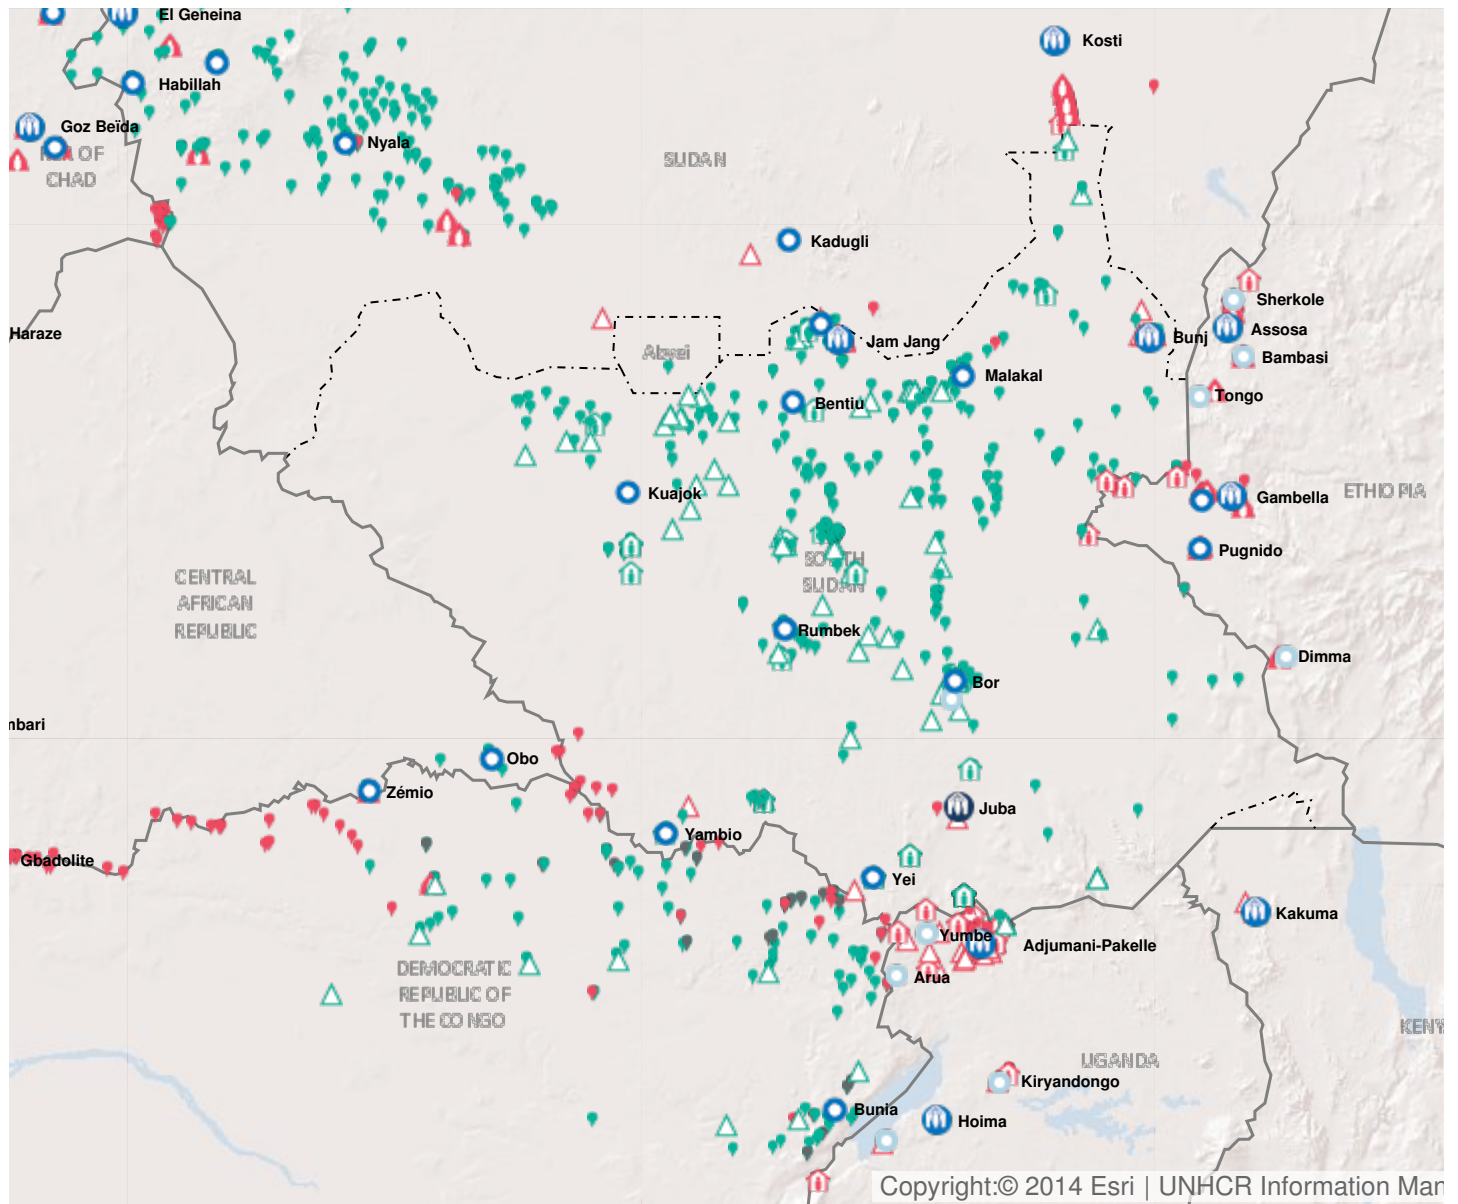 El Geneina
Kosti
Habillah
Goz Beïda
OF
CHAD
Nyala
SUDAN
Kadugli
Sherkole
Haraze
Jam Jang
Bunj
Assosa
Abyei
Bambasi
Malakal
Tongo
Bentiu
Kuajok
Gambella
ETHIOPIA
Pugnido
SOUTH
SUDAN
CENTRAL
AFRICAN
REPUBLIC
Rumbek
Dimma
Bor
mbari
Obo
Zémio
Juba
Yambio
Gbadolite
Yei
Kakuma
Yumbe
Adjumani-Pakelle
Arua
DEMOCRATIC
REPUBLIC OF
THE CONGO
KENY
UGANDA
Kiryandongo
Bunia
Hoima
Copyright:© 2014 Esri | UNHCR Information Man